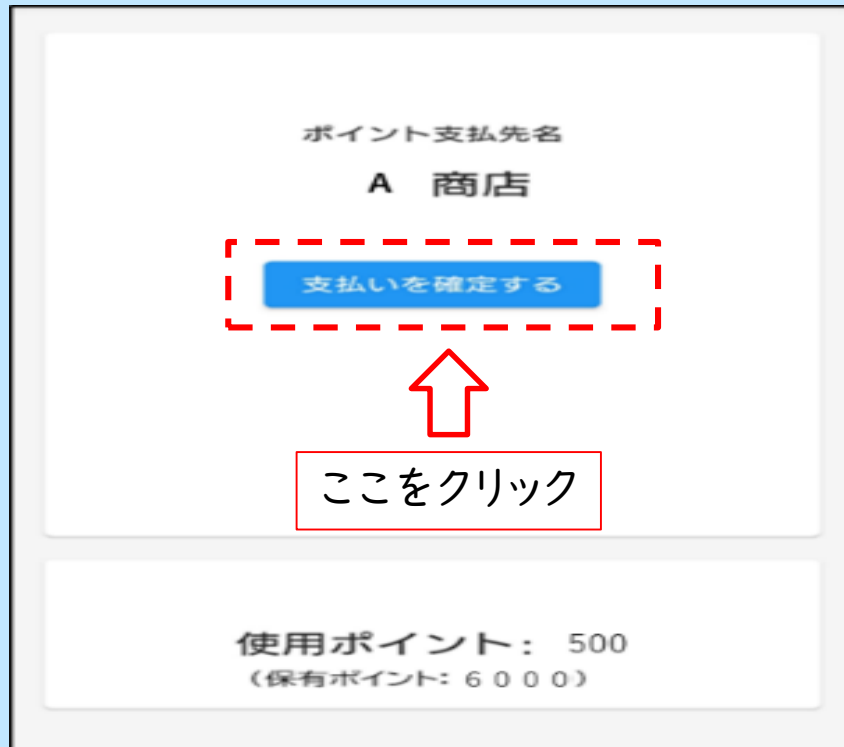 ポイント支払先名
A 商店
支払いを確定する
ここをクリック
使用ポイント: 500
(保有ポイント: 6000)